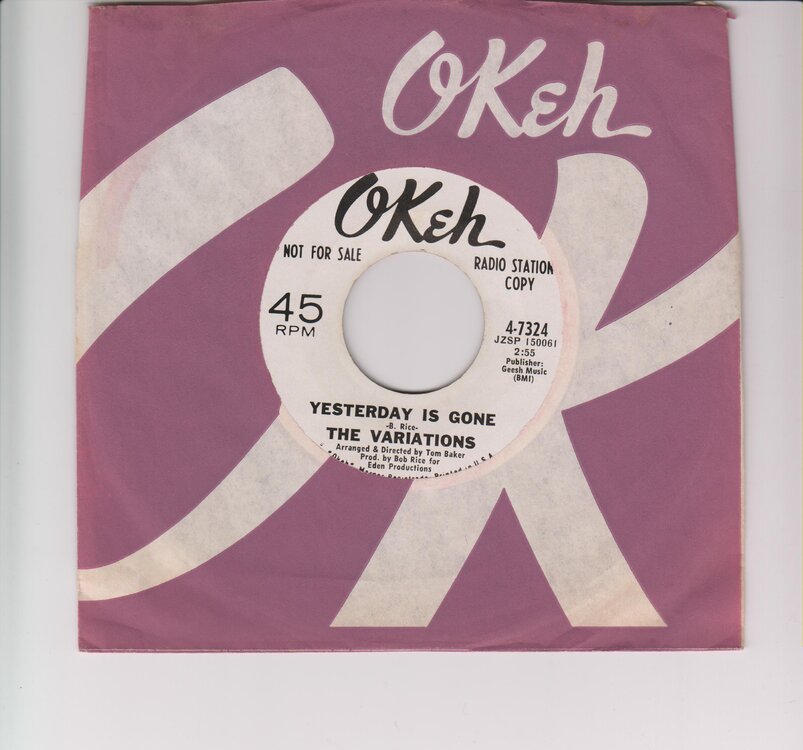 OKeh
OKeh
NOT FOR SALE
RADIO STATION
COPY
45
RPM
4-7324
JZSP 150061
2:55
Publisher:
Geesh Music
(BMI)
YESTERDAY IS GONE
-B. Rice-
THE VARIATIONS
Arranged & Directed by Tom Baker
Prod. by Bob Rice for
Eden Productions
Printed in U.S.A.